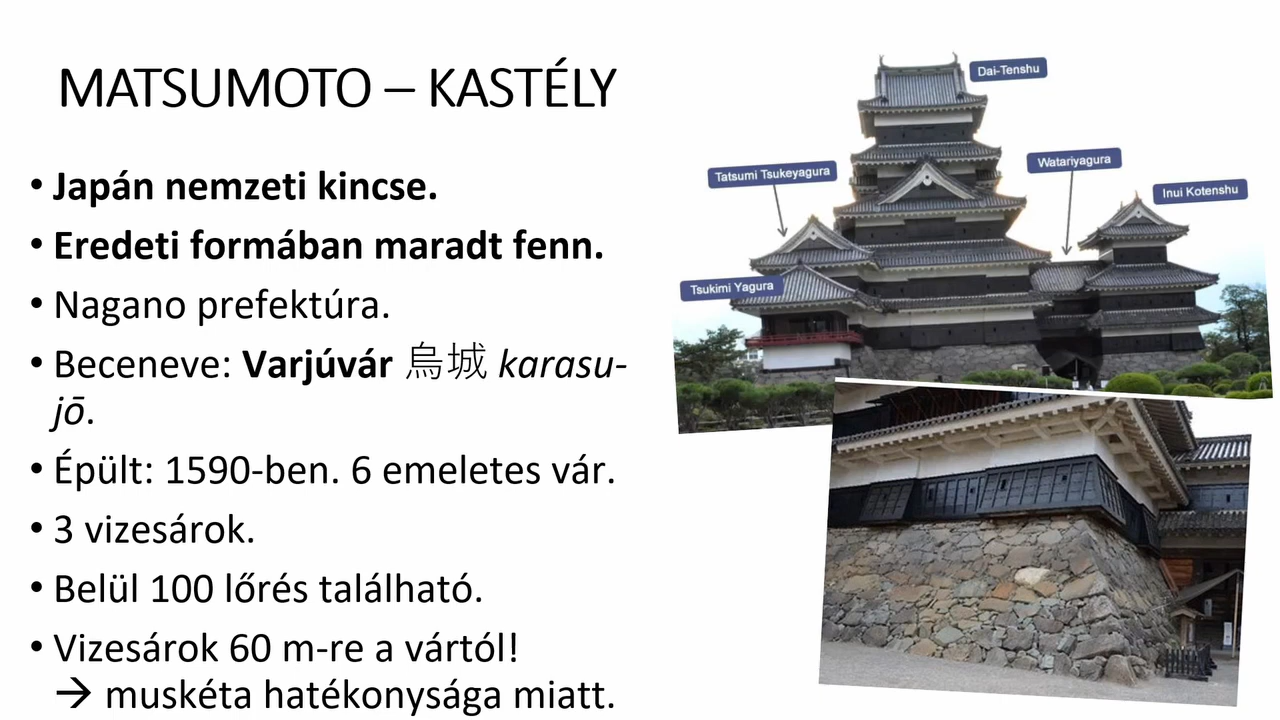 MATSUMOTO – KASTÉLY
• Japán nemzeti kincse.
• Eredeti formában maradt fenn.
• Nagano prefektúra.
• Beceneve: Varjúvár 烏城 karasu-
jō.
• Épült: 1590-ben. 6 emeletes vár.
• 3 vizesárok.
• Belül 100 lőrés található.
• Vizesárok 60 m-re a vártól!
→ muskéta hatékonysága miatt.
Dai-Tenshu
Watariyagura
Tatsumi Tsukeyagura
Inui Kotenshu
Tsukimi Yagura